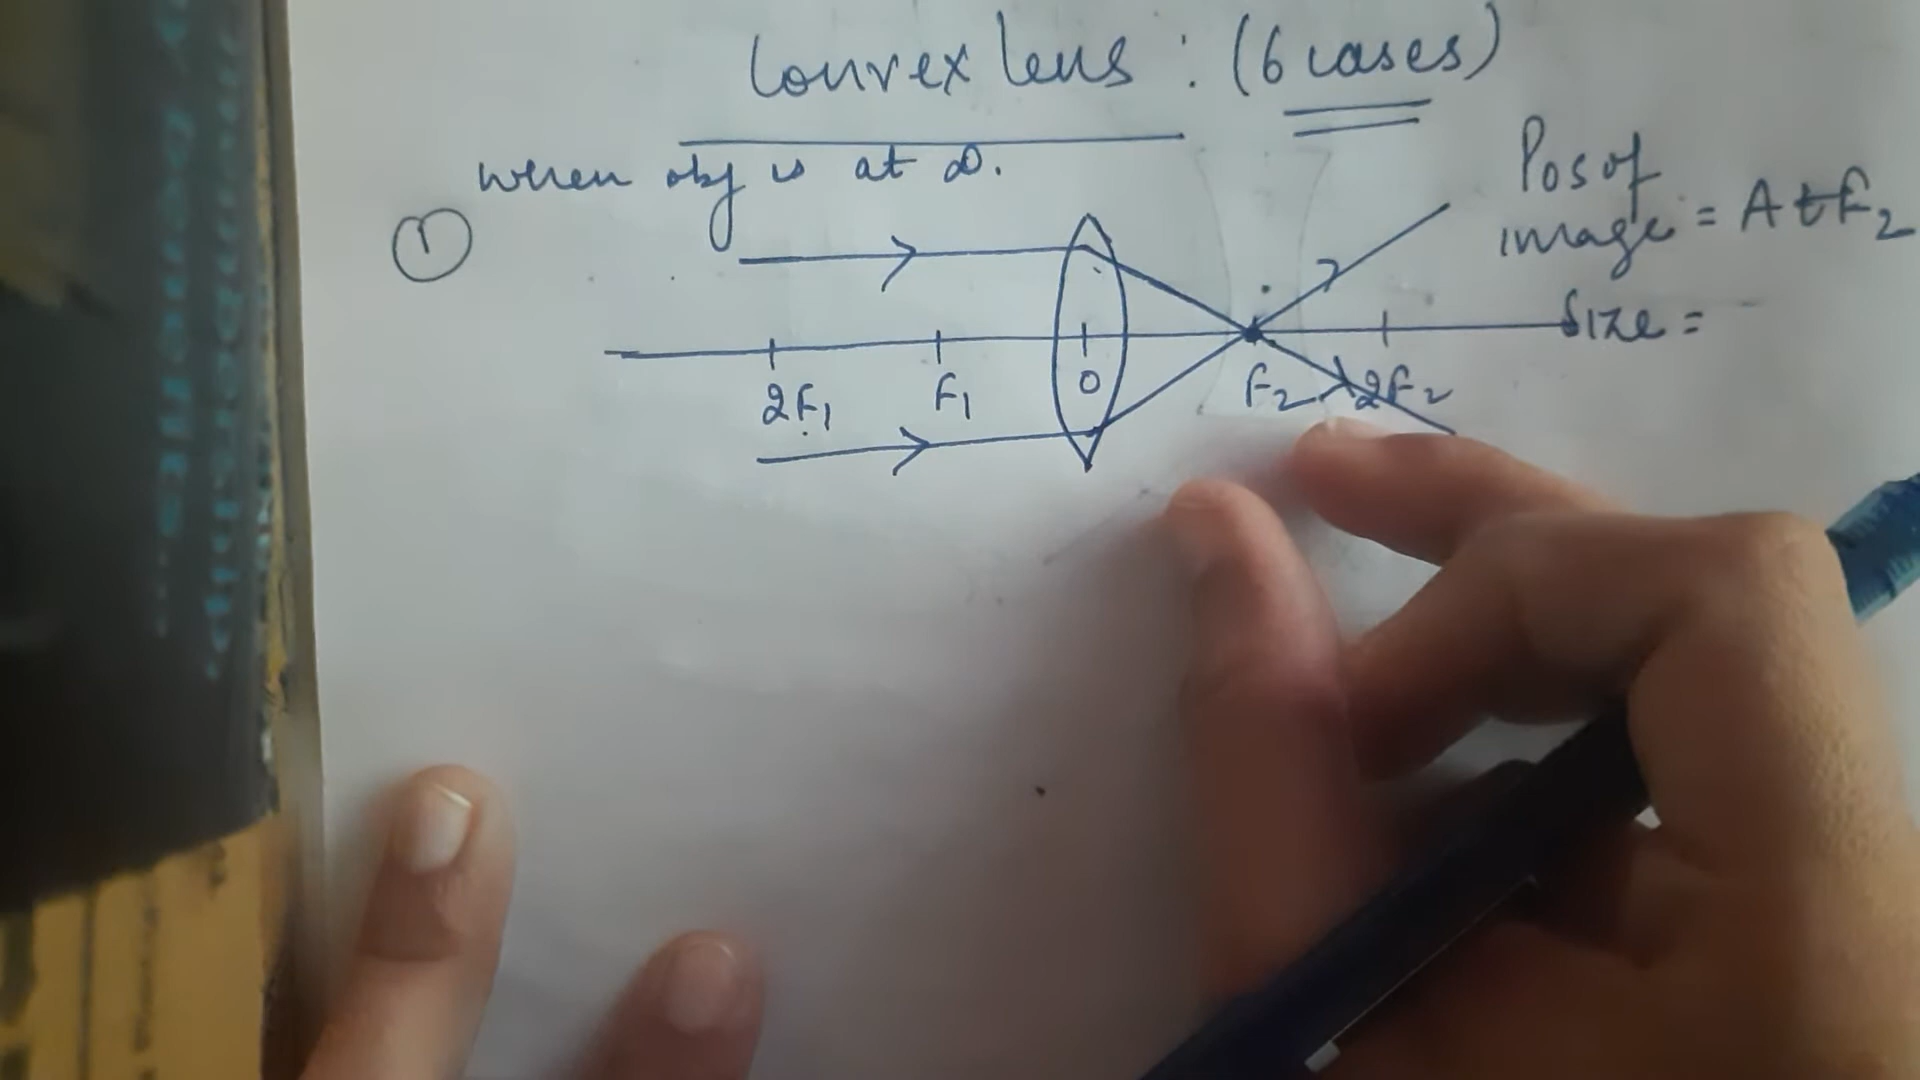 Convex lens : (6 cases)
when obj is at ∞.
1
Pos of
image = At F2
Size =
2F1
F1
O
F2
2F2